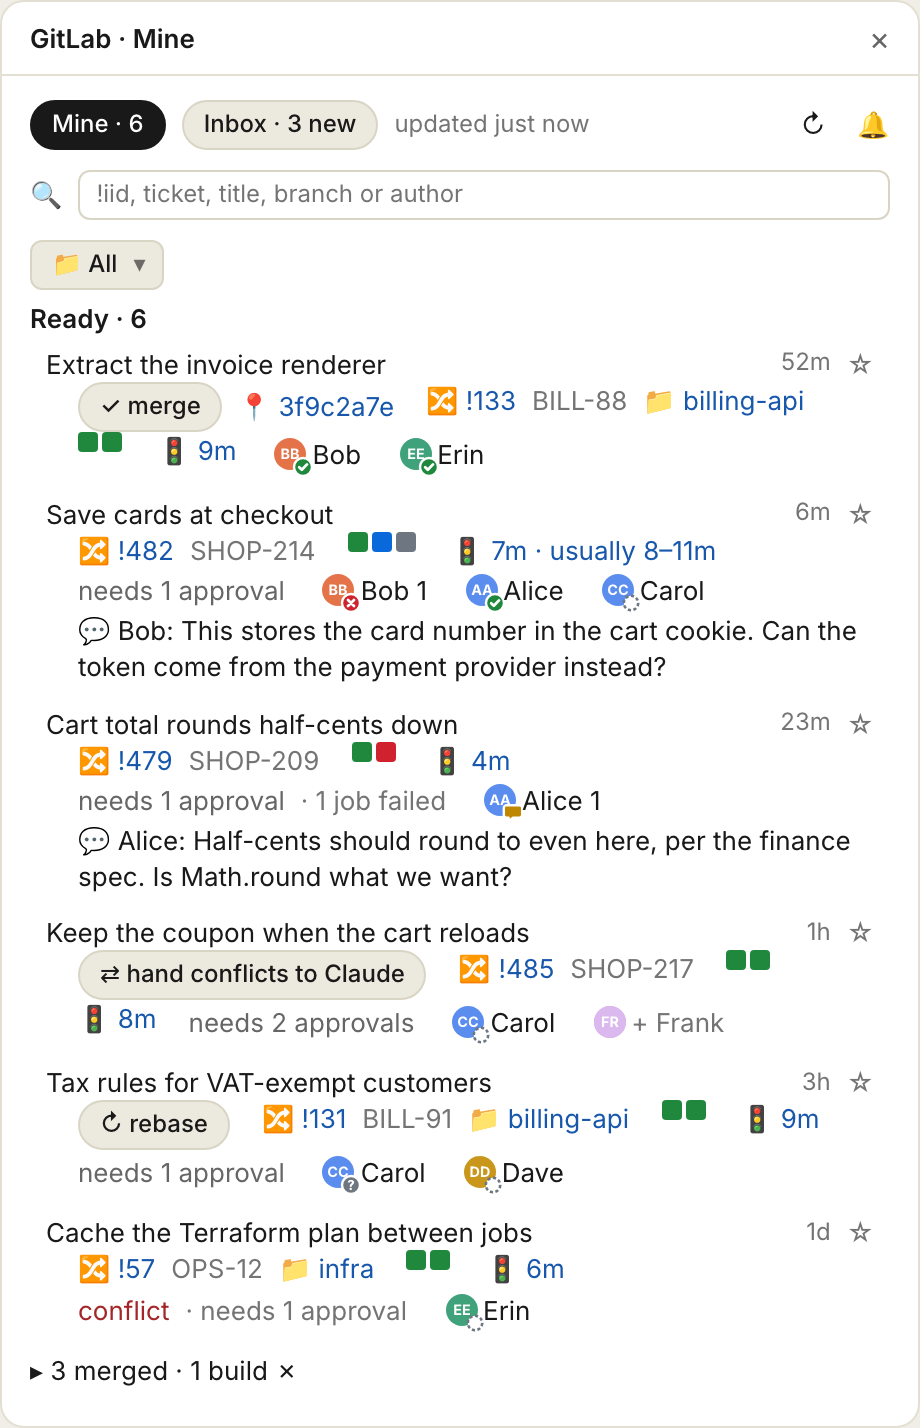 GitLab · Mine ×
Mine · 6 Inbox · 3 new updated just now ↻ 🔔
🔍 !iid, ticket, title, branch or author
📁 All ▾
Ready · 6
Extract the invoice renderer 52m ☆
✓ merge 📍 3f9c2a7e 🔀 !133 BILL-88 📁 billing-api
🚦 9m BB Bob EE Erin
Save cards at checkout 6m ☆
🔀 !482 SHOP-214 🚦 7m · usually 8–11m
needs 1 approval BB Bob 1 AA Alice CC Carol
💬 Bob: This stores the card number in the cart cookie. Can the
token come from the payment provider instead?
Cart total rounds half-cents down 23m ☆
🔀 !479 SHOP-209 🚦 4m
needs 1 approval · 1 job failed AA Alice 1
💬 Alice: Half-cents should round to even here, per the finance
spec. Is Math.round what we want?
Keep the coupon when the cart reloads 1h ☆
⇄ hand conflicts to Claude 🔀 !485 SHOP-217
🚦 8m needs 2 approvals CC Carol FR + Frank
Tax rules for VAT-exempt customers 3h ☆
↻ rebase 🔀 !131 BILL-91 📁 billing-api 🚦 9m
needs 1 approval CC ? Carol DD Dave
Cache the Terraform plan between jobs 1d ☆
🔀 !57 OPS-12 📁 infra 🚦 6m
conflict · needs 1 approval EE Erin
▸ 3 merged · 1 build ×